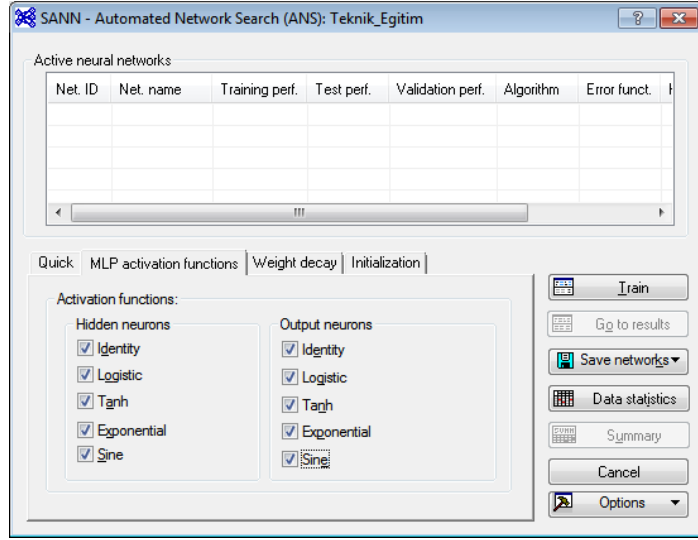 SANN - Automated Network Search (ANS): Teknik_Egitim
Active neural networks
Net. ID Net. name Training perf. Test perf. Validation perf. Algorithm Error funct.
Quick MLP activation functions Weight decay Initialization
Activation functions:
Hidden neurons
Identity
Logistic
Tanh
Exponential
Sine
Output neurons
Identity
Logistic
Tanh
Exponential
Sine
Train
Go to results
Save networks
Data statistics
Summary
Cancel
Options